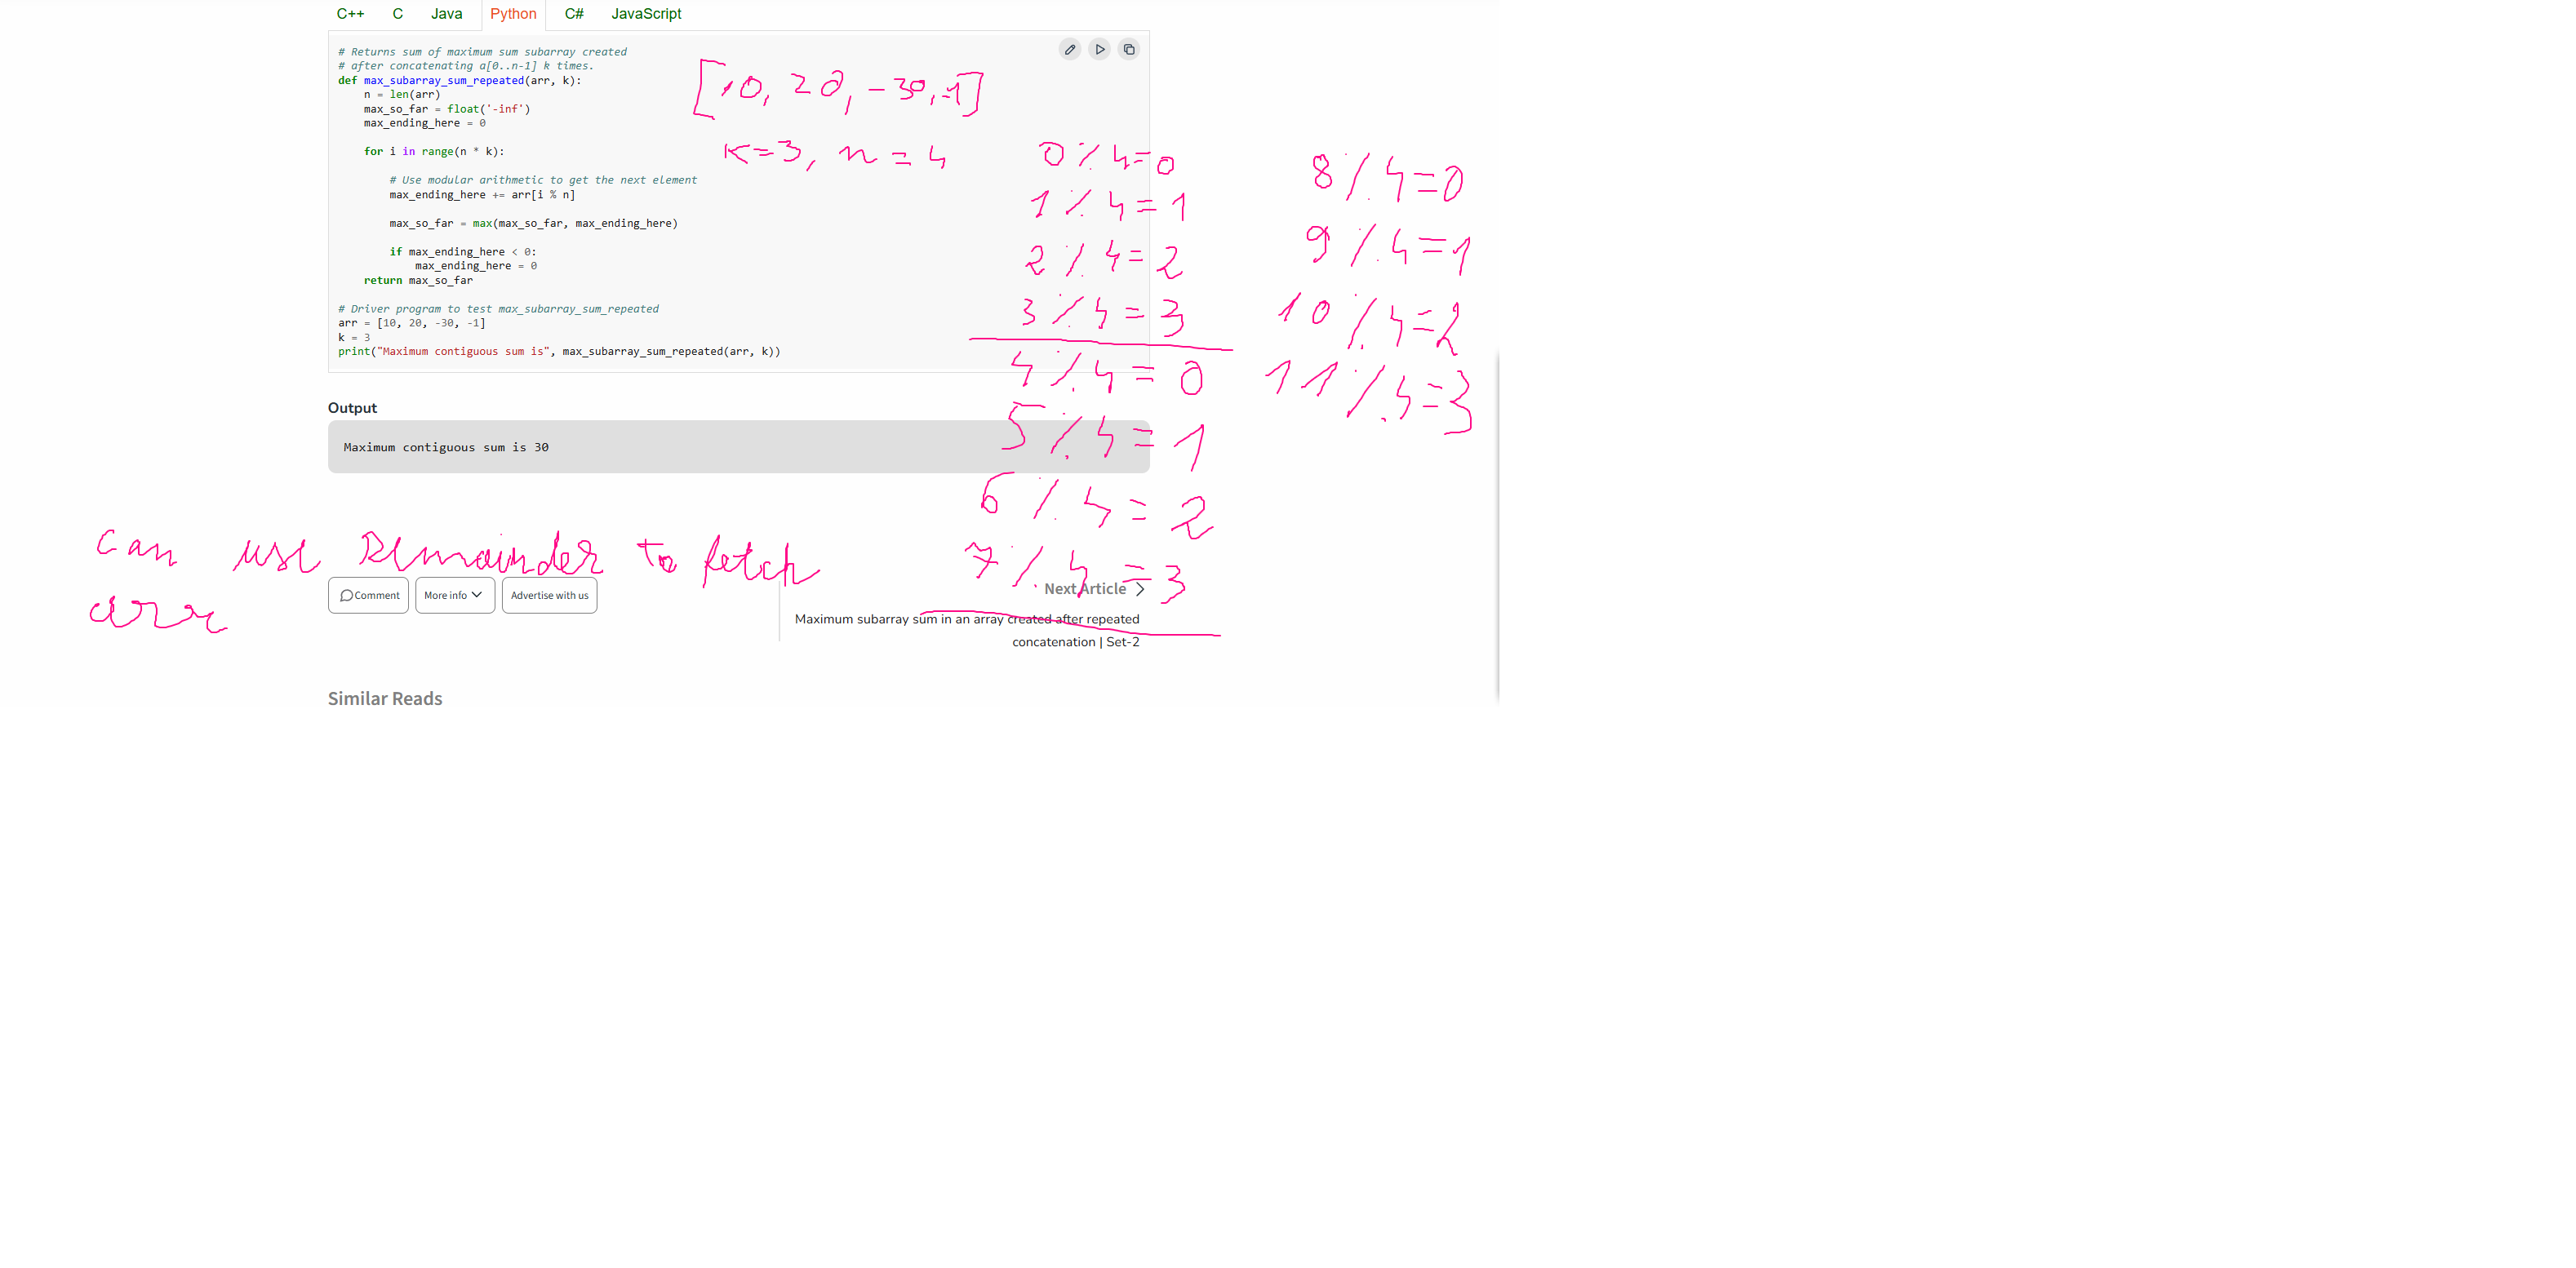 C++ C Java Python C# JavaScript
# Returns sum of maximum sum subarray created
# after concatenating a[0..n-1] k times.
def max_subarray_sum_repeated(arr, k):
    n = len(arr)
    max_so_far = float('-inf')
    max_ending_here = 0
    for i in range(n * k):
        # Use modular arithmetic to get the next element
        max_ending_here += arr[i % n]
        max_so_far = max(max_so_far, max_ending_here)
        if max_ending_here < 0:
            max_ending_here = 0
    return max_so_far
# Driver program to test max_subarray_sum_repeated
arr = [10, 20, -30, -1]
k = 3
print("Maximum contiguous sum is", max_subarray_sum_repeated(arr, k))
[10, 20, -30, -1]
k=3, n = 4
0 % 4=0
1 % 4=1
2 % 4=2
3 % 4=3
4 % 4=0
5 % 4=1
6 % 4=2
7 % 4=3
8 % 4=0
9 % 4=1
10 % 4=2
11 % 4=3
Output
Maximum contiguous sum is 30
can use remainder to fetch
arr
Comment More info Advertise with us
Next Article
Maximum subarray sum in an array created after repeated
concatenation | Set-2
Similar Reads